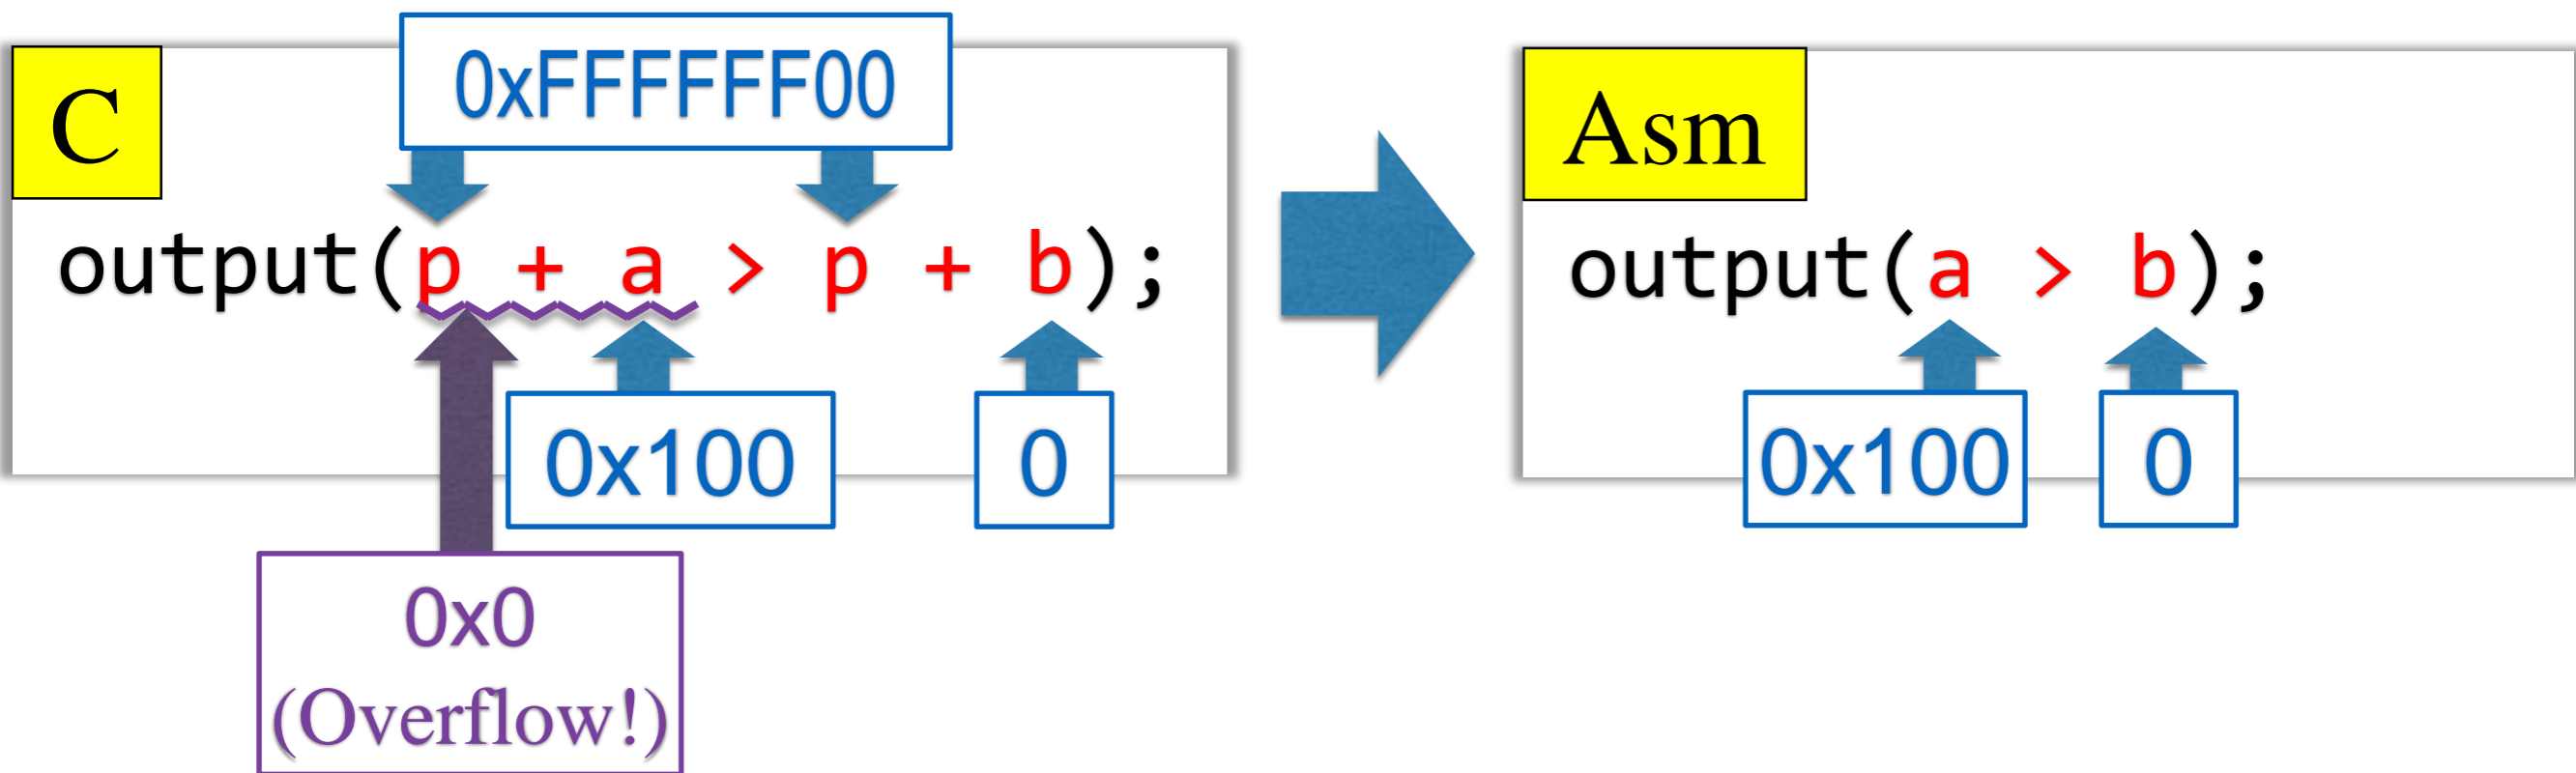 C
0xFFFFFF00
output(p + a > p + b);
0x100
0
0x0
(Overflow!)
Asm
output(a > b);
0x100
0